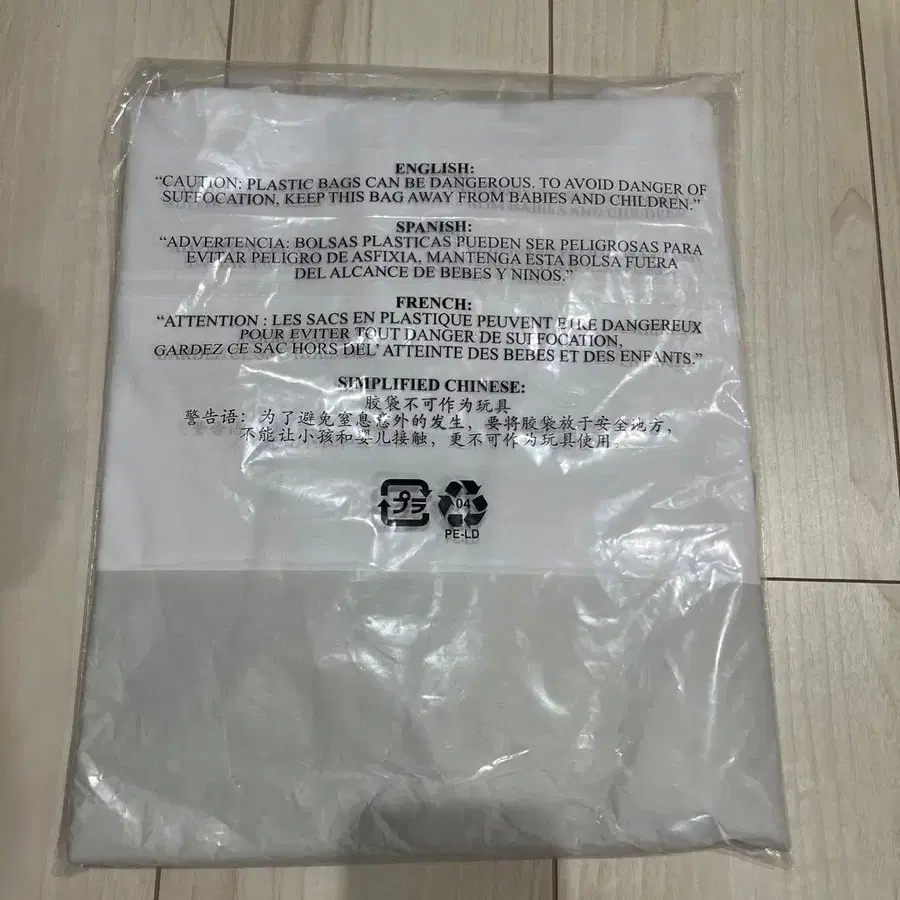 ENGLISH:
“CAUTION: PLASTIC BAGS CAN BE DANGEROUS. TO AVOID DANGER OF
SUFFOCATION, KEEP THIS BAG AWAY FROM BABIES AND CHILDREN.”
SPANISH:
“ADVERTENCIA: BOLSAS PLASTICAS PUEDEN SER PELIGROSAS PARA
EVITAR PELIGRO DE ASFIXIA, MANTENGA ESTA BOLSA FUERA
DEL ALCANCE DE BEBES Y NINOS.”
FRENCH:
“ATTENTION : LES SACS EN PLASTIQUE PEUVENT ETRE DANGEREUX
POUR EVITER TOUT DANGER DE SUFFOCATION,
GARDEZ CE SAC HORS DEL’ATTEINTE DES BEBES ET DES ENFANTS.”
SIMPLIFIED CHINESE:
胶袋不可作为玩具
警告语：为了避免窒息意外的发生，要将胶袋放于安全地方，
不能让小孩和婴儿接触，更不可作为玩具使用。
プラ 04
PE-LD